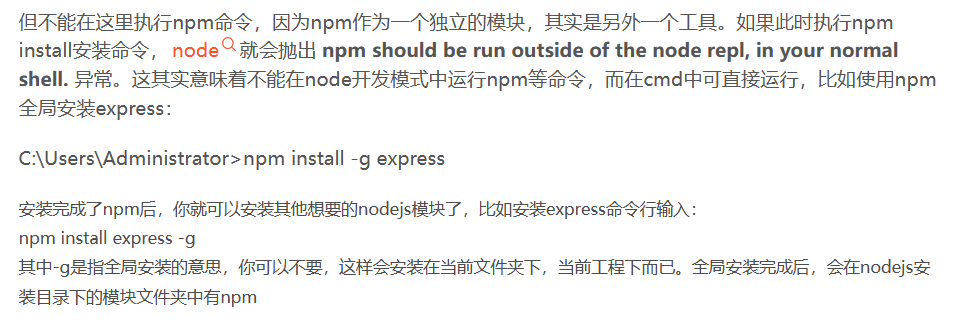 但不能在这里执行npm命令，因为npm作为一个独立的模块，其实是另外一个工具。如果此时执行npm
install安装命令， node就会抛出 npm should be run outside of the node repl, in your normal
shell. 异常。这其实意味着不能在node开发模式中运行npm等命令，而在cmd中可直接运行，比如使用npm
全局安装express：
C:\Users\Administrator>npm install -g express
安装完成了npm后，你就可以安装其他想要的nodejs模块了，比如安装express命令行输入：
npm install express -g
其中-g是指全局安装的意思，你可以不要，这样会安装在当前文件夹下，当前工程下而已。全局安装完成后，会在nodejs安
装目录下的模块文件夹中有npm